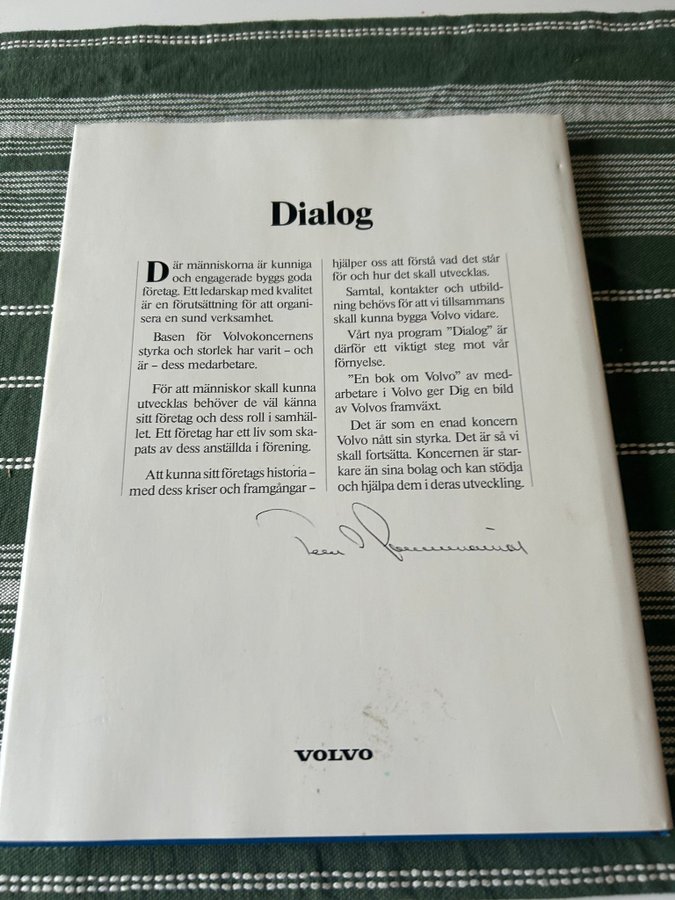 Dialog
Där människorna är kunniga
och engagerade byggs goda
företag. Ett ledarskap med kvalitet
är en förutsättning för att organi-
sera en sund verksamhet.
Basen för Volvokoncernens
styrka och storlek har varit – och
är – dess medarbetare.
För att människor skall kunna
utvecklas behöver de väl känna
sitt företag och dess roll i samhäl-
let. Ett företag har ett liv som ska-
pats av dess anställda i förening.
Att kunna sitt företags historia –
med dess kriser och framgångar –
hjälper oss att förstå vad det står
för och hur det skall utvecklas.
Samtal, kontakter och utbild-
ning behövs för att vi tillsammans
skall kunna bygga Volvo vidare.
Vårt nya program "Dialog" är
därför ett viktigt steg mot vår
förnyelse.
"En bok om Volvo" av med-
arbetare i Volvo ger Dig en bild
av Volvos framväxt.
Det är som en enad koncern
Volvo nått sin styrka. Det är så vi
skall fortsätta. Koncernen är star-
kare än sina bolag och kan stödja
och hjälpa dem i deras utveckling.
VOLVO